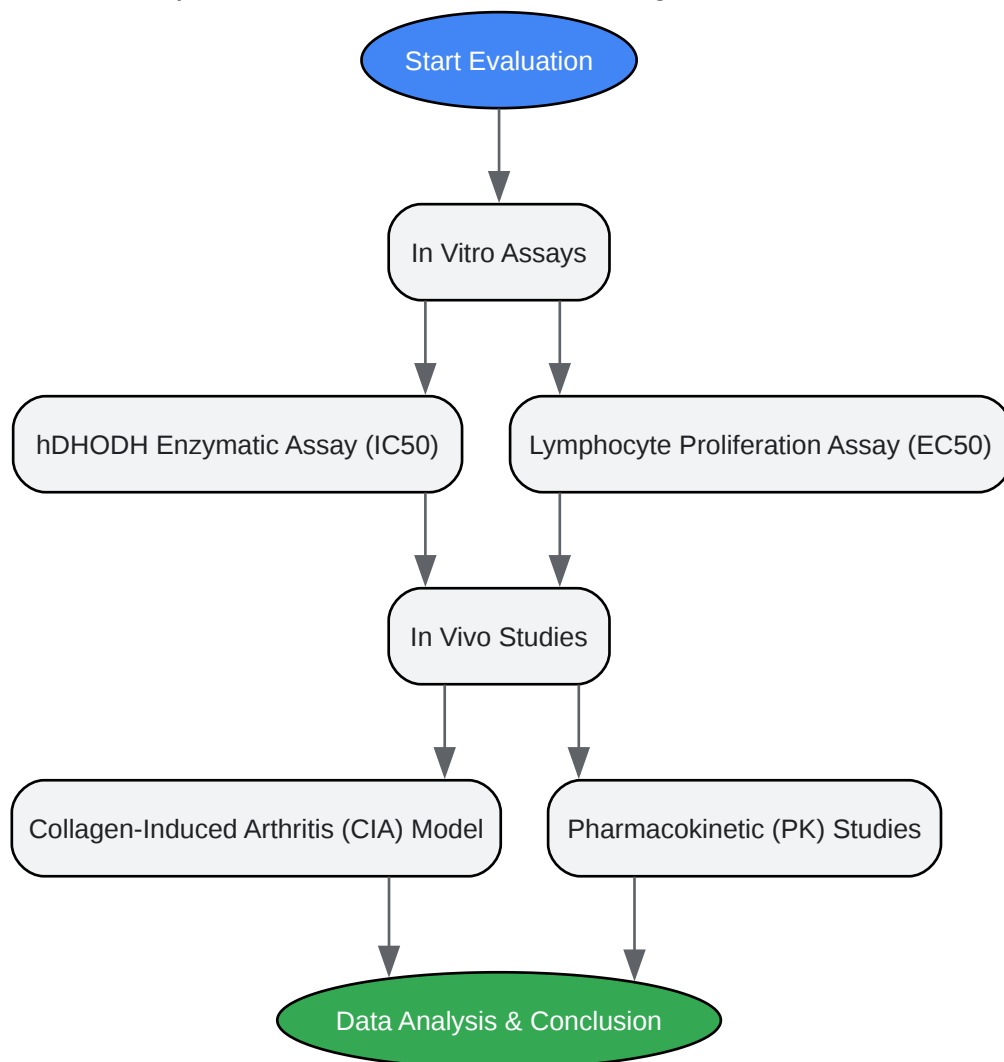 Start Evaluation
In Vitro Assays
hDHODH Enzymatic Assay (IC50)
Lymphocyte Proliferation Assay (EC50)
In Vivo Studies
Collagen-Induced Arthritis (CIA) Model
Pharmacokinetic (PK) Studies
Data Analysis & Conclusion